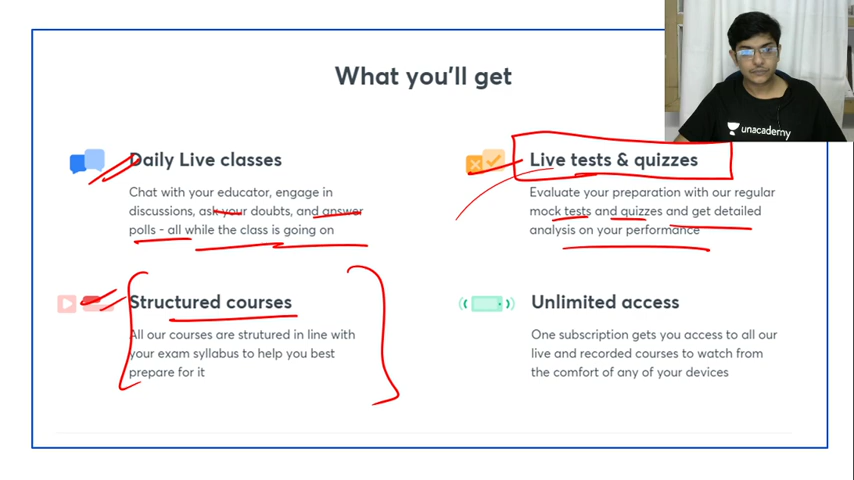 What you'll get
unacademy
Daily Live classes
Chat with your educator, engage in
discussions, ask your doubts, and answer
polls - all while the class is going on
Live tests & quizzes
Evaluate your preparation with our regular
mock tests and quizzes and get detailed
analysis on your performance
Structured courses
All our courses are strutured in line with
your exam syllabus to help you best
prepare for it
Unlimited access
One subscription gets you access to all our
live and recorded courses to watch from
the comfort of any of your devices